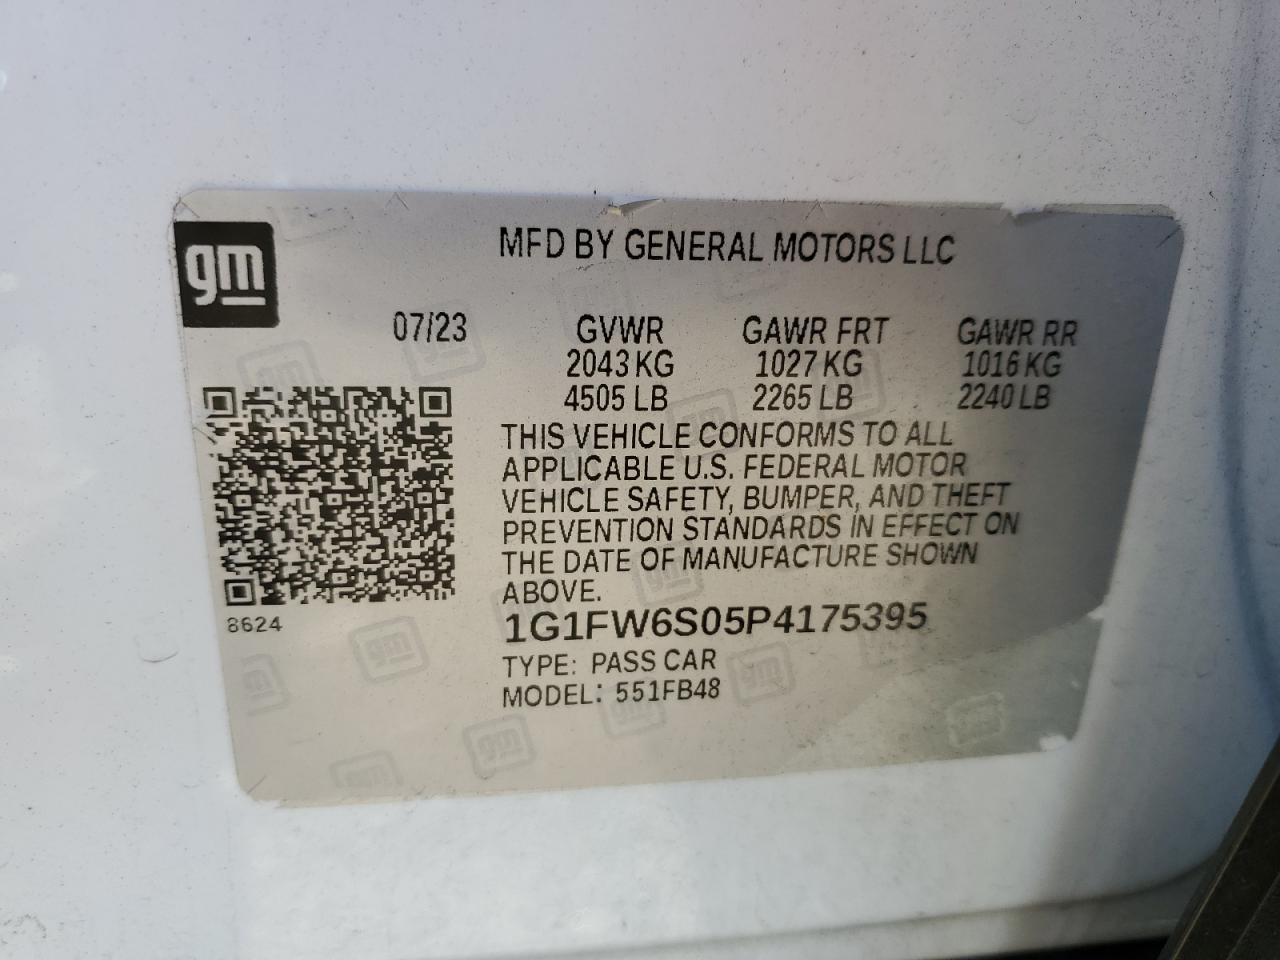 gm
MFD BY GENERAL MOTORS LLC
07/23 GVWR GAWR FRT GAWR RR
2043 KG 1027 KG 1016 KG
4505 LB 2265 LB 2240 LB
THIS VEHICLE CONFORMS TO ALL
APPLICABLE U.S. FEDERAL MOTOR
VEHICLE SAFETY, BUMPER, AND THEFT
PREVENTION STANDARDS IN EFFECT ON
THE DATE OF MANUFACTURE SHOWN
ABOVE.
8624
1G1FW6S05P4175395
TYPE: PASS CAR
MODEL: 551FB48